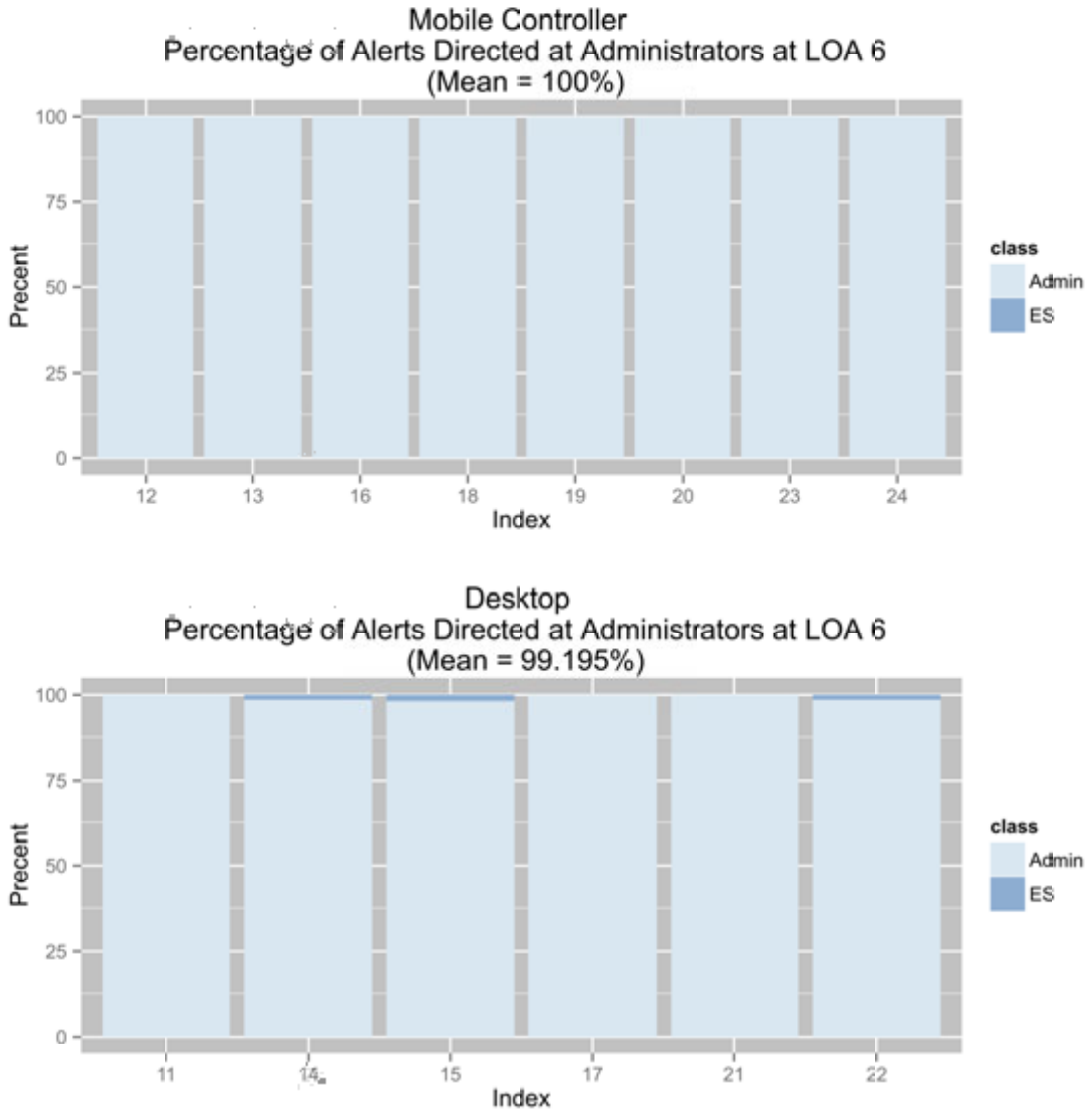 Mobile Controller
Percentage of Alerts Directed at Administrators at LOA 6
(Mean = 100%)
100
75
50
25
0
Precent
12 13 16 18 19 20 23 24
Index
class
Admin
ES
Desktop
Percentage of Alerts Directed at Administrators at LOA 6
(Mean = 99.195%)
100
75
50
25
0
Precent
11 14 15 17 21 22
Index
class
Admin
ES